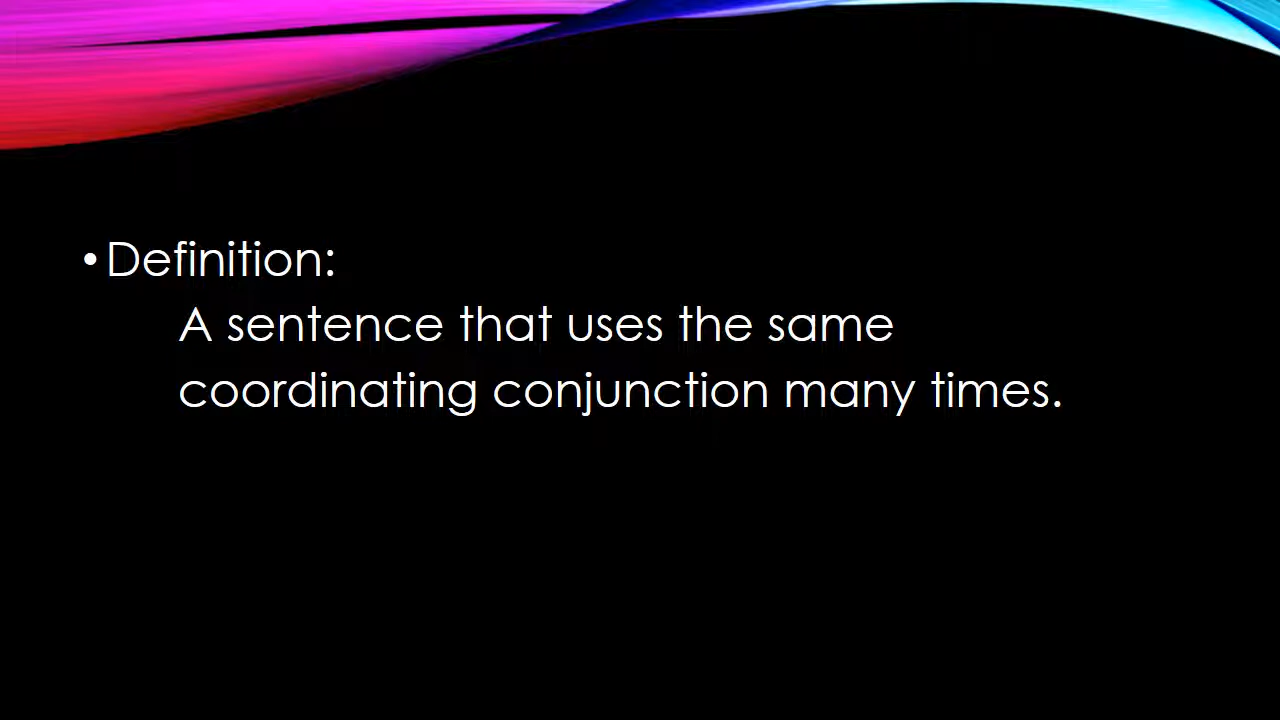 • Definition:
A sentence that uses the same
coordinating conjunction many times.